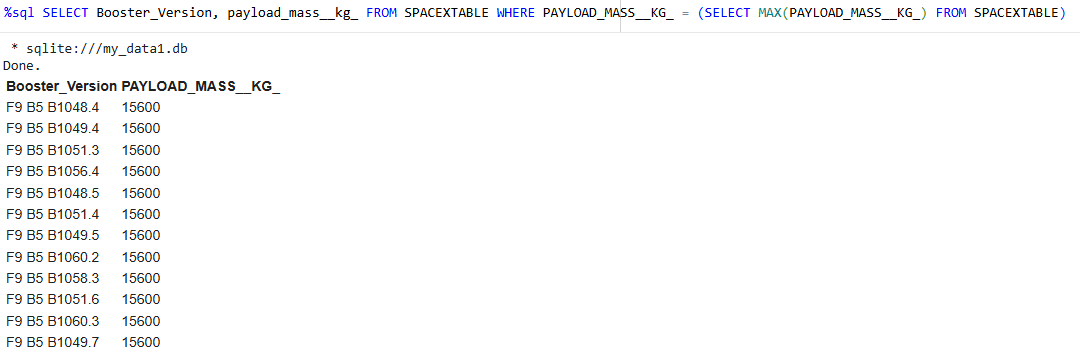 %sql SELECT Booster_Version, payload_mass__kg_ FROM SPACEXTABLE WHERE PAYLOAD_MASS__KG_ = (SELECT MAX(PAYLOAD_MASS__KG_) FROM SPACEXTABLE)
* sqlite:///my_data1.db
Done.
Booster_Version PAYLOAD_MASS__KG_
F9 B5 B1048.4 15600
F9 B5 B1049.4 15600
F9 B5 B1051.3 15600
F9 B5 B1056.4 15600
F9 B5 B1048.5 15600
F9 B5 B1051.4 15600
F9 B5 B1049.5 15600
F9 B5 B1060.2 15600
F9 B5 B1058.3 15600
F9 B5 B1051.6 15600
F9 B5 B1060.3 15600
F9 B5 B1049.7 15600